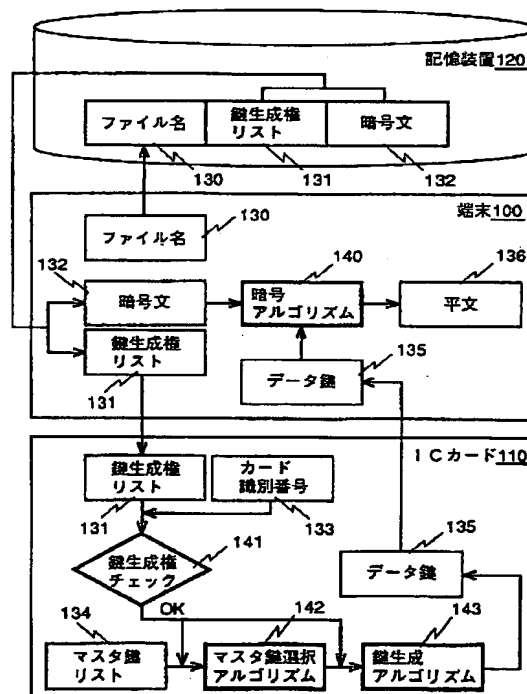 記憶装置120
ファイル名
鍵生成権
リスト
暗号文
130
131
132
端末100
ファイル名
130
132
暗号文
140
暗号
アルゴリズム
136
平文
鍵生成権
リスト
131
データ鍵
135
ICカード110
鍵生成権
リスト
131
カード
識別番号
133
鍵生成権
チェック
141
OK
データ鍵
135
134
マスタ鍵
リスト
142
マスタ鍵選択
アルゴリズム
143
鍵生成
アルゴリズム